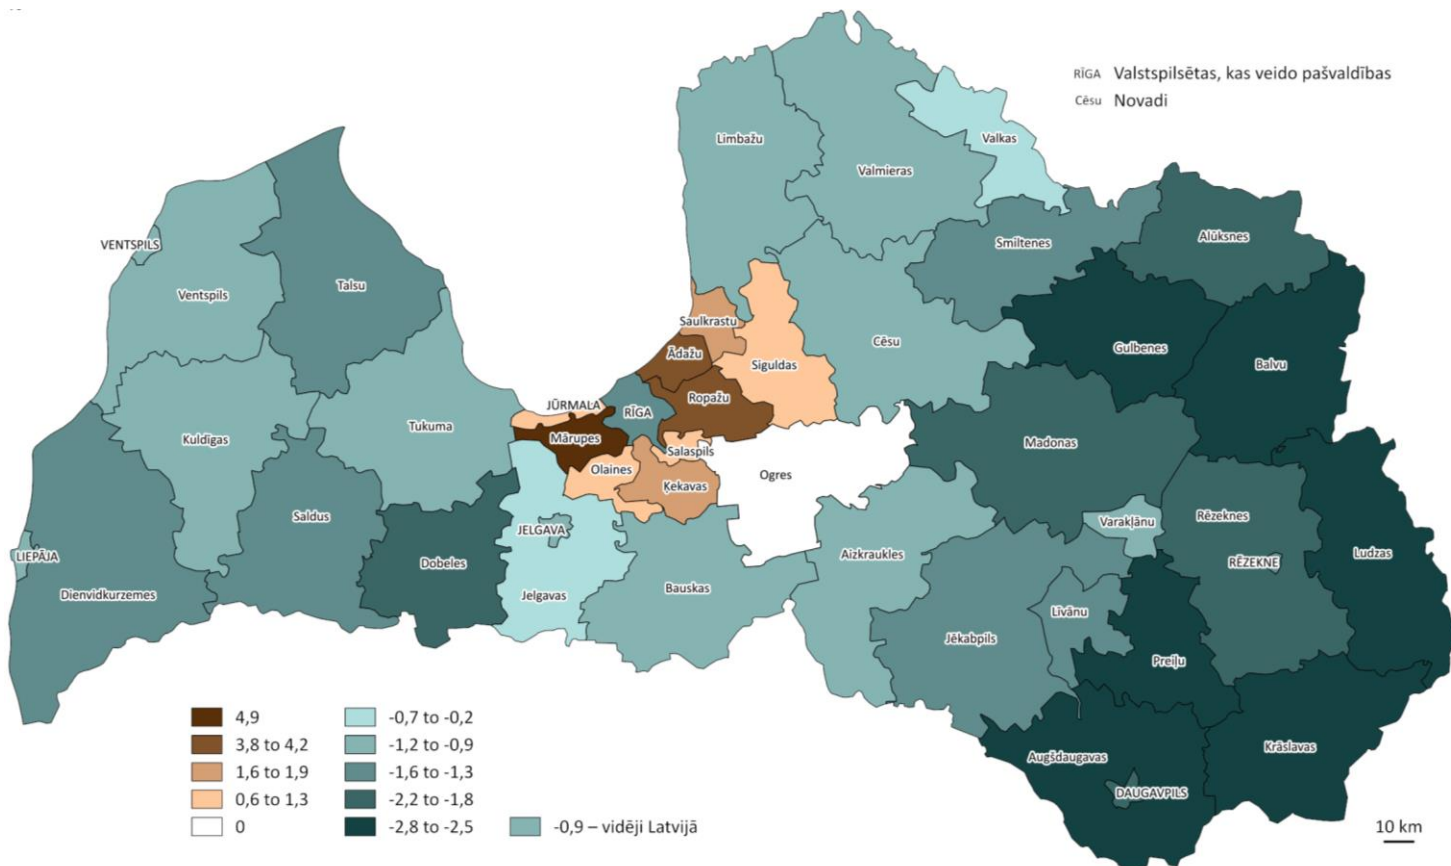 RĪGA Valstspilsētas, kas veido pašvaldības
Cēsu Novadi
Limbažu
Valkas
Valmieras
VENTSPILS
Smiltenes
Alūksnes
Talsu
Ventspils
Saulkrastu
Cēsu
Ādažu
Gulbenes
Siguldas
Balvu
Ropažu
JŪRMALA
RĪGA
Tukuma
Kuldīgas
Mārupes
Madonas
Salaspils
Olaines
Ogres
Ķekavas
Saldus
Rēzeknes
Varakļānu
JELGAVA
LIEPĀJA
Aizkraukles
Ludzas
Dobeles
RĒZEKNE
Bauskas
Dienvidkurzemes
Jelgavas
Līvānu
Jēkabpils
Preiļu
Krāslavas
Augšdaugavas
DAUGAVPILS
4,9
3,8 to 4,2
1,6 to 1,9
0,6 to 1,3
0
-0,7 to -0,2
-1,2 to -0,9
-1,6 to -1,3
-2,2 to -1,8
-2,8 to -2,5
-0,9 – vidēji Latvijā
10 km